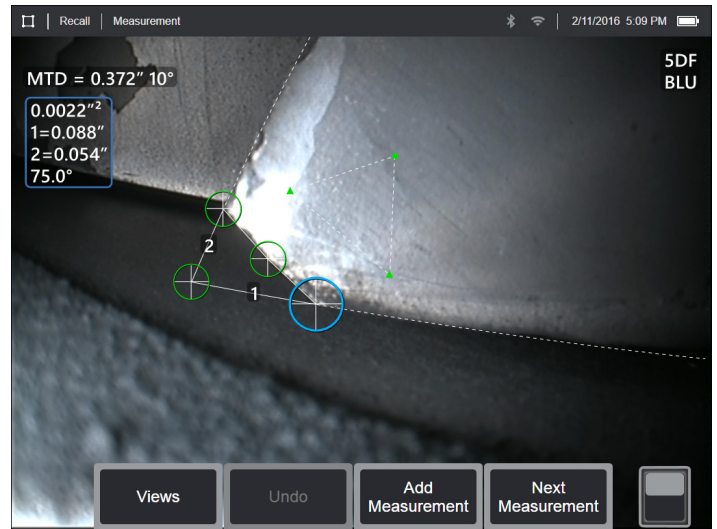 Recall
Measurement
2/11/2016 5:09 PM
MTD = 0.372″ 10°
5DF
BLU
0.0022″²
1=0.088″
2=0.054″
75.0°
2
1
Views
Undo
Add
Measurement
Next
Measurement